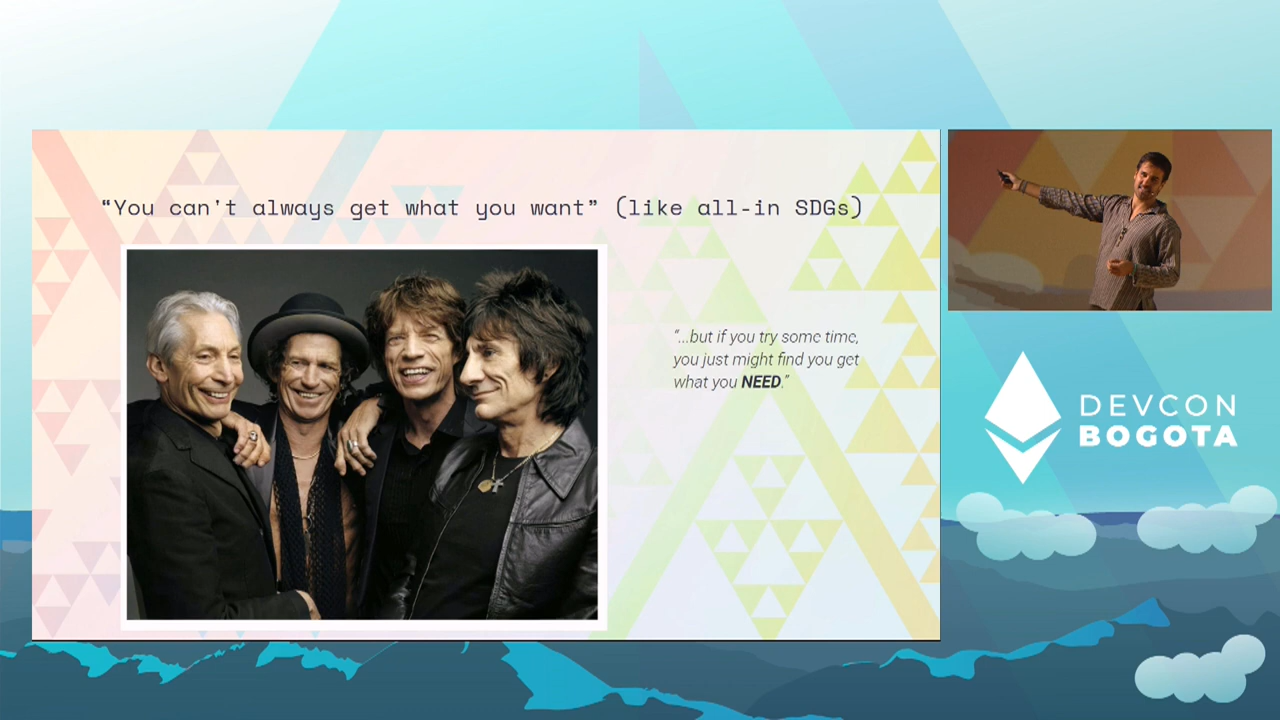 “You can't always get what you want” (like all-in SDGs)
“...but if you try some time,
you just might find you get
what you NEED.”
DEVCON
BOGOTA